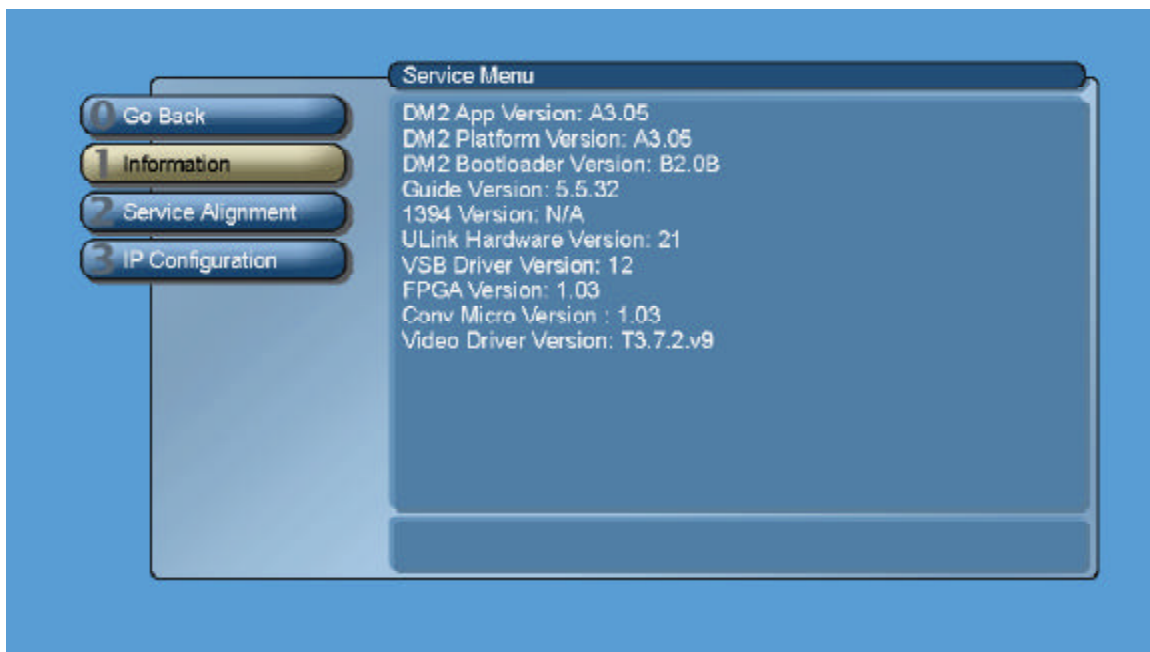 Service Menu
0 Go Back
1 Information
2 Service Alignment
3 IP Configuration
DM2 App Version: A3.05
DM2 Platform Version: A3.05
DM2 Bootloader Version: B2.0B
Guide Version: 5.5.32
1394 Version: N/A
ULink Hardware Version: 21
VSB Driver Version: 12
FPGA Version: 1.03
Conv Micro Version : 1.03
Video Driver Version: T3.7.2.v9